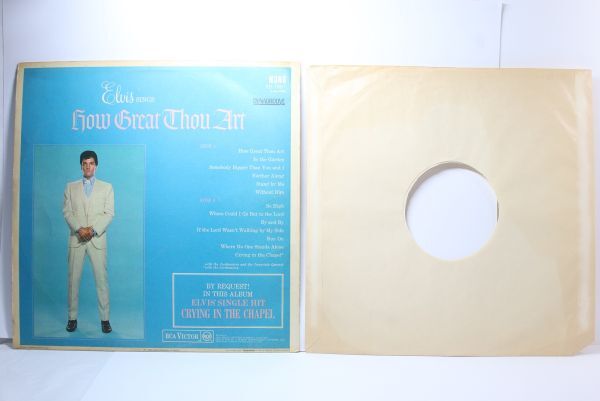 MONO
DYNAGROOVE
Elvis SINGS
How Great Thou Art
SIDE 1
How Great Thou Art
In the Garden
Somebody Bigger Than You and I
Farther Along
Stand By Me
Without Him
SIDE 2
So High
Where Could I Go But to the Lord
By and By
If the Lord Wasn't Walking by My Side
Run On
Where No One Stands Alone
Crying in the Chapel*
BY REQUEST!
IN THIS ALBUM
ELVIS' SINGLE HIT
CRYING IN THE CHAPEL
RCA VICTOR